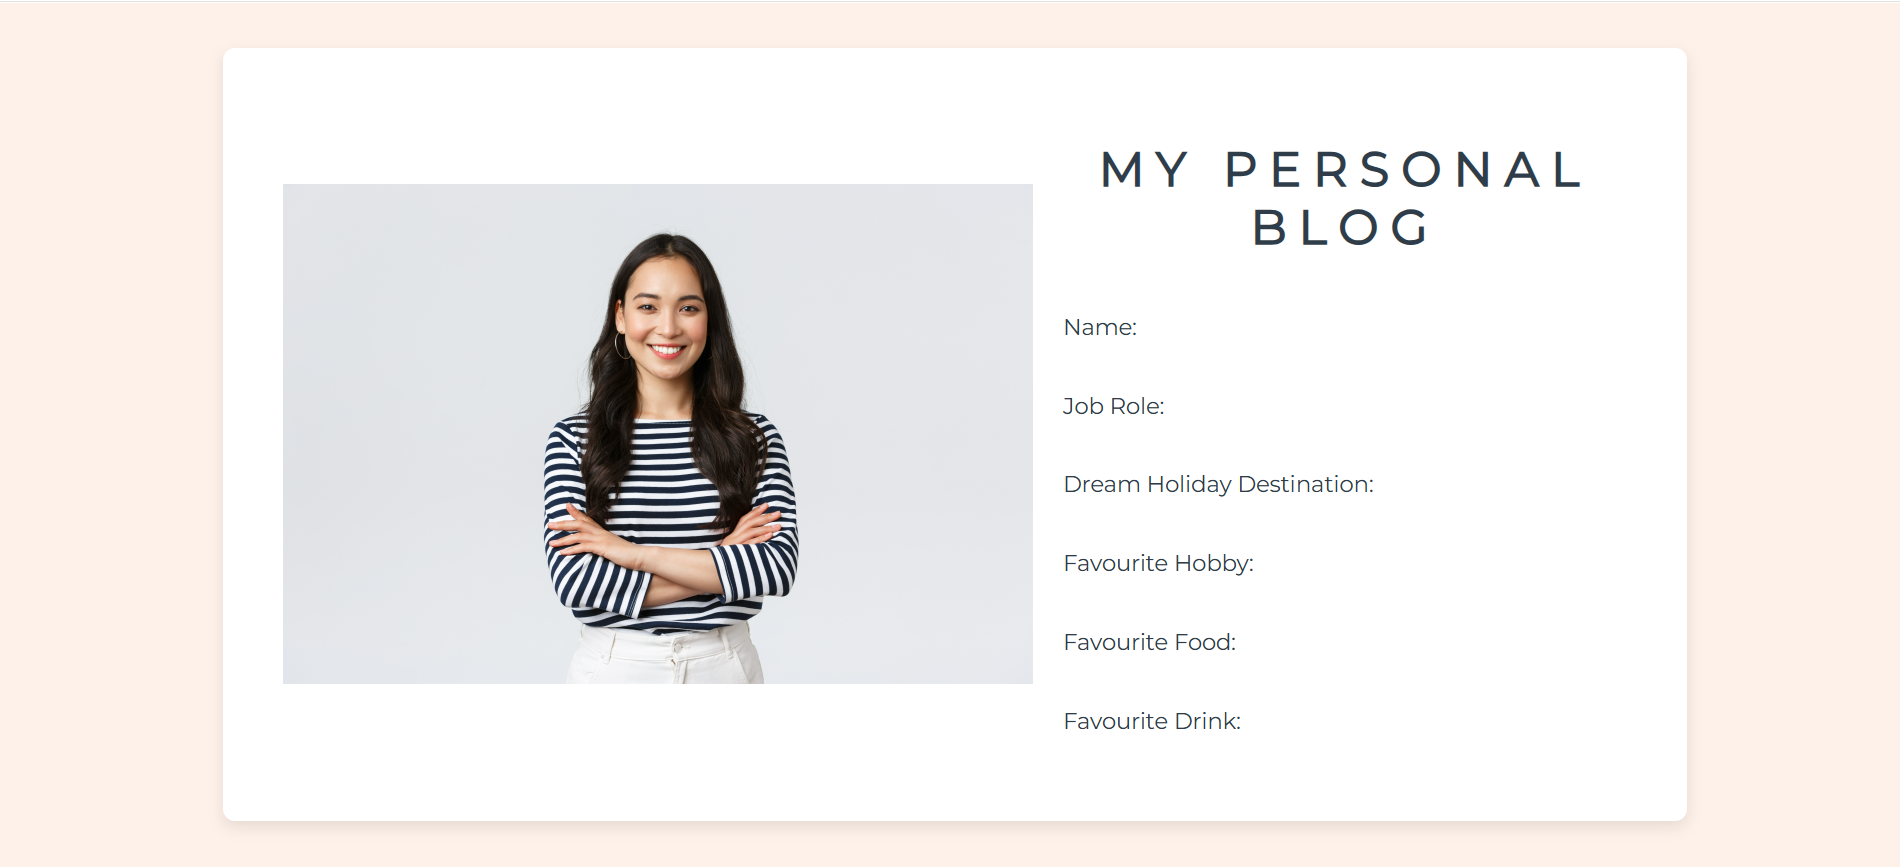 MY PERSONAL
BLOG
Name:
Job Role:
Dream Holiday Destination:
Favourite Hobby:
Favourite Food:
Favourite Drink: